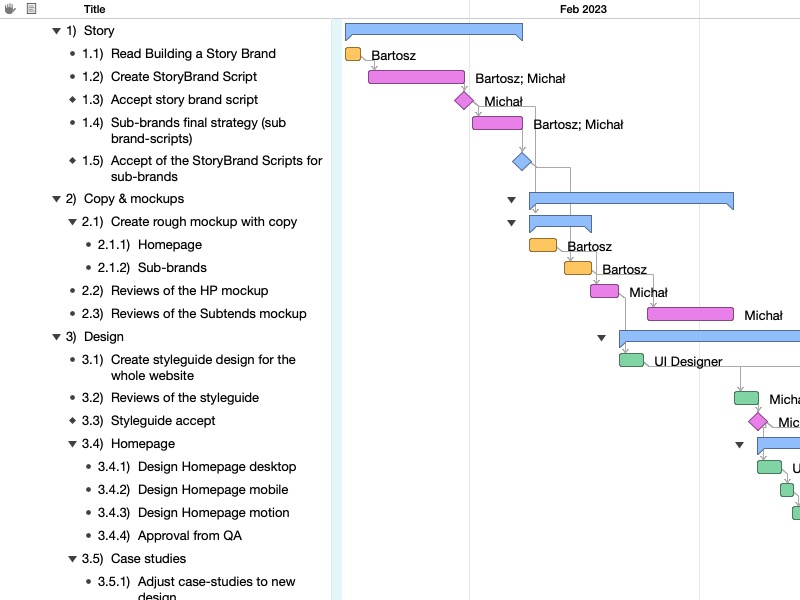 Title
Feb 2023
1) Story
1.1) Read Building a Story Brand
Bartosz
1.2) Create StoryBrand Script
Bartosz; Michał
1.3) Accept story brand script
Michał
1.4) Sub-brands final strategy (sub
brand-scripts)
Bartosz; Michał
1.5) Accept of the StoryBrand Scripts for
sub-brands
2) Copy & mockups
2.1) Create rough mockup with copy
2.1.1) Homepage
Bartosz
2.1.2) Sub-brands
Bartosz
2.2) Reviews of the HP mockup
Michał
2.3) Reviews of the Subtends mockup
Michał
3) Design
3.1) Create styleguide design for the
whole website
UI Designer
3.2) Reviews of the styleguide
3.3) Styleguide accept
3.4) Homepage
3.4.1) Design Homepage desktop
3.4.2) Design Homepage mobile
3.4.3) Design Homepage motion
3.4.4) Approval from QA
3.5) Case studies
3.5.1) Adjust case-studies to new
design